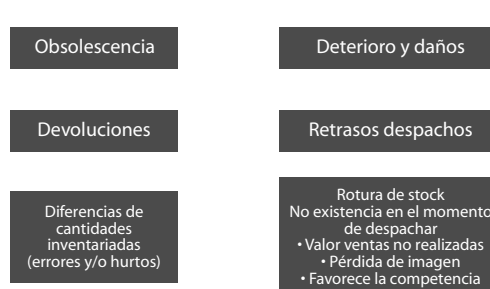 Obsolescencia
Deterioro y daños
Devoluciones
Retrasos despachos
Diferencias de
cantidades
inventariadas
(errores y/o hurtos)
Rotura de stock
No existencia en el momento
de despachar
• Valor ventas no realizadas
• Pérdida de imagen
• Favorece la competencia